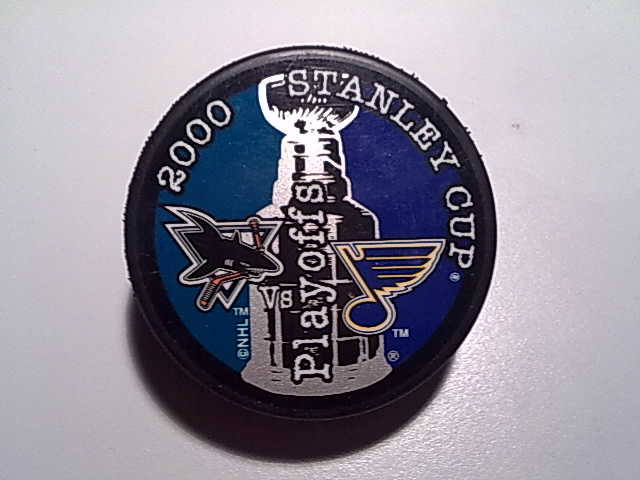 2000 STANLEY CUP®
Playoffs
VS
TM
©NHL
TM
®